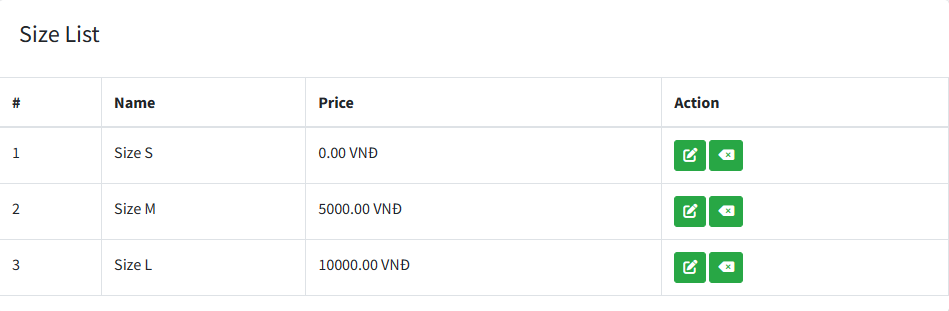 Size List
# Name Price Action
1 Size S 0.00 VNĐ
2 Size M 5000.00 VNĐ
3 Size L 10000.00 VNĐ